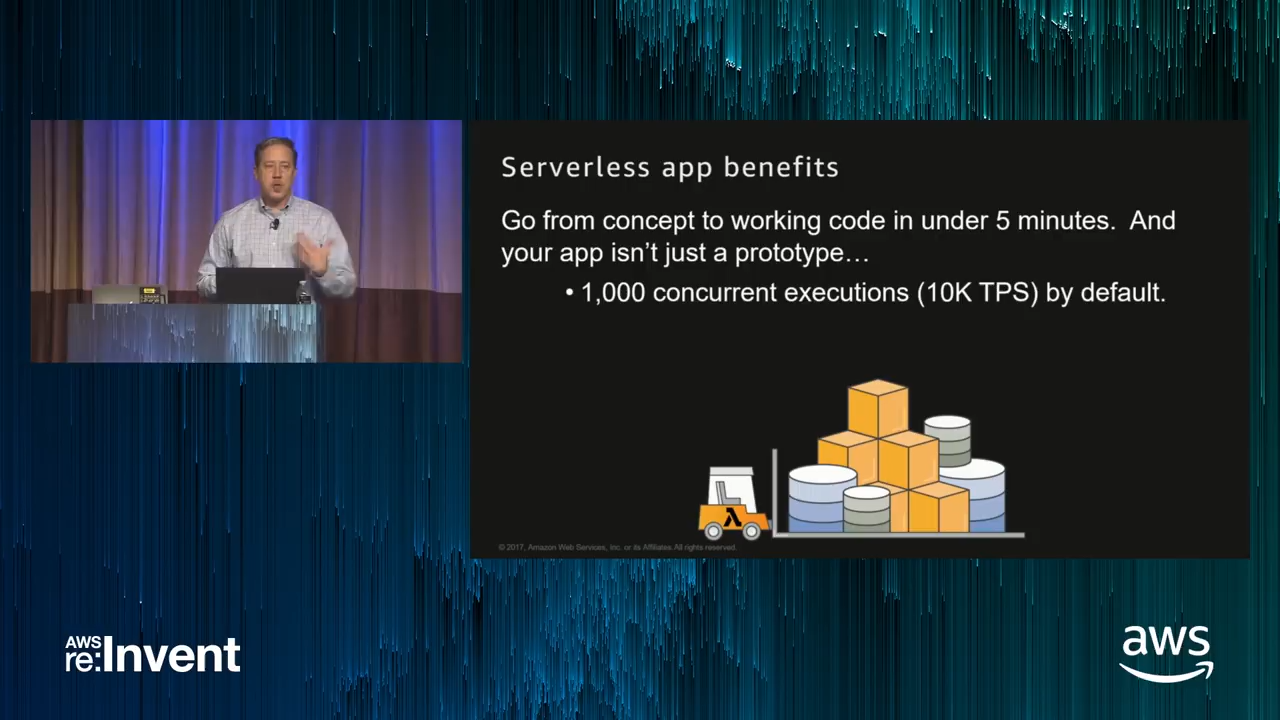 Serverless app benefits
Go from concept to working code in under 5 minutes. And
your app isn’t just a prototype…
• 1,000 concurrent executions (10K TPS) by default.
© 2017, Amazon Web Services, Inc. or its Affiliates. All rights reserved.
AWS
re:Invent
aws